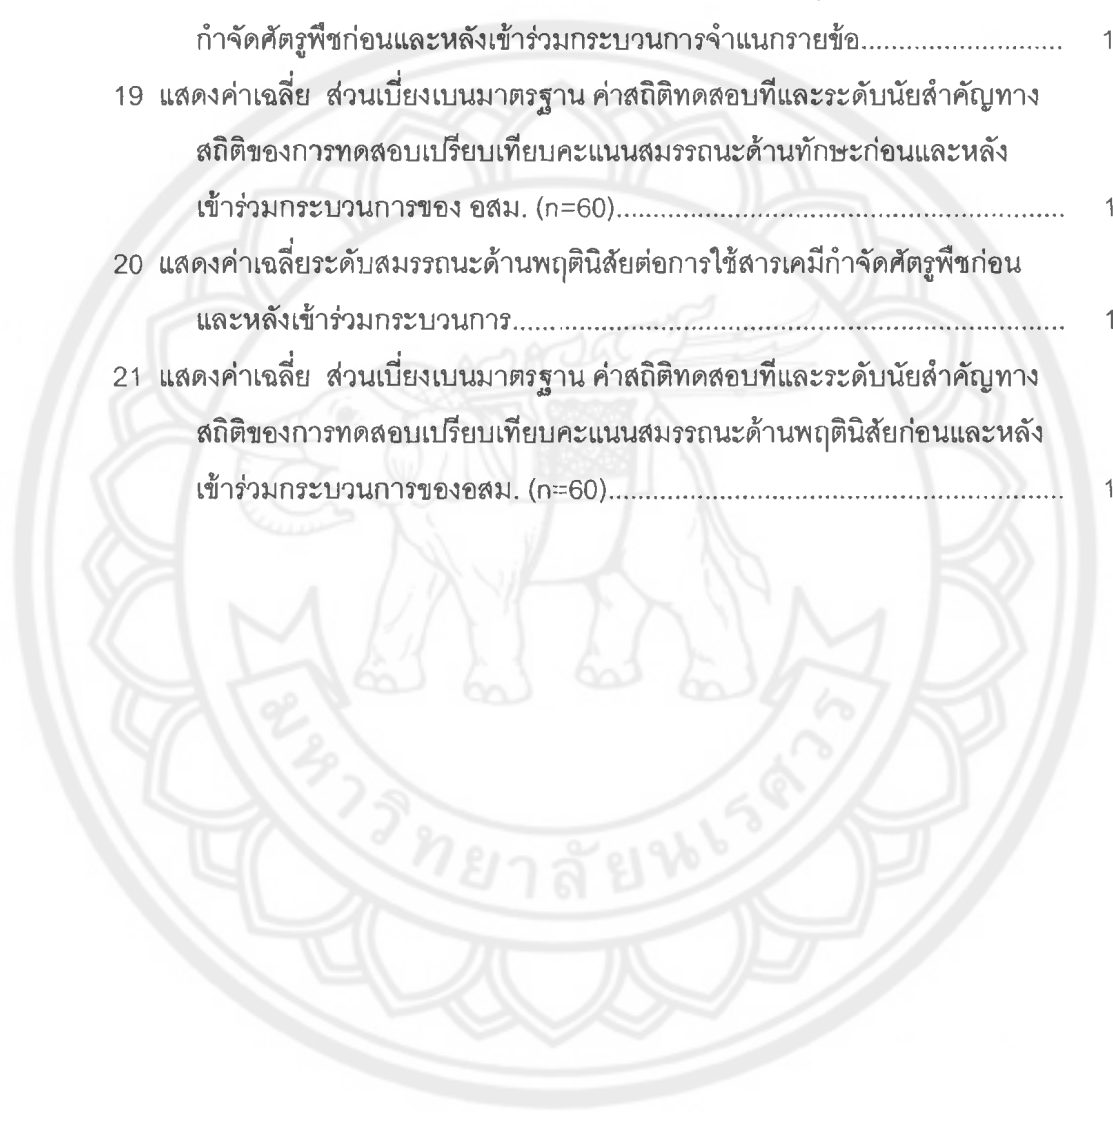 กำจัดศัตรูพืชก่อนและหลังเข้าร่วมกระบวนการจำแนกรายข้อ............................ 1
19 แสดงค่าเฉลี่ย ส่วนเบี่ยงเบนมาตรฐาน ค่าสถิติทดสอบทีและระดับนัยสำคัญทาง
สถิติของการทดสอบเปรียบเทียบคะแนนสมรรถนะด้านทักษะก่อนและหลัง
เข้าร่วมกระบวนการของ อสม. (n=60)............................................................ 1
20 แสดงค่าเฉลี่ยระดับสมรรถนะด้านพฤตินิสัยต่อการใช้สารเคมีกำจัดศัตรูพืชก่อน
และหลังเข้าร่วมกระบวนการ.......................................................................... 1
21 แสดงค่าเฉลี่ย ส่วนเบี่ยงเบนมาตรฐาน ค่าสถิติทดสอบทีและระดับนัยสำคัญทาง
สถิติของการทดสอบเปรียบเทียบคะแนนสมรรถนะด้านพฤตินิสัยก่อนและหลัง
เข้าร่วมกระบวนการของอสม. (n=60)............................................................. 1
มหาวิทยาลัยนเรศวร